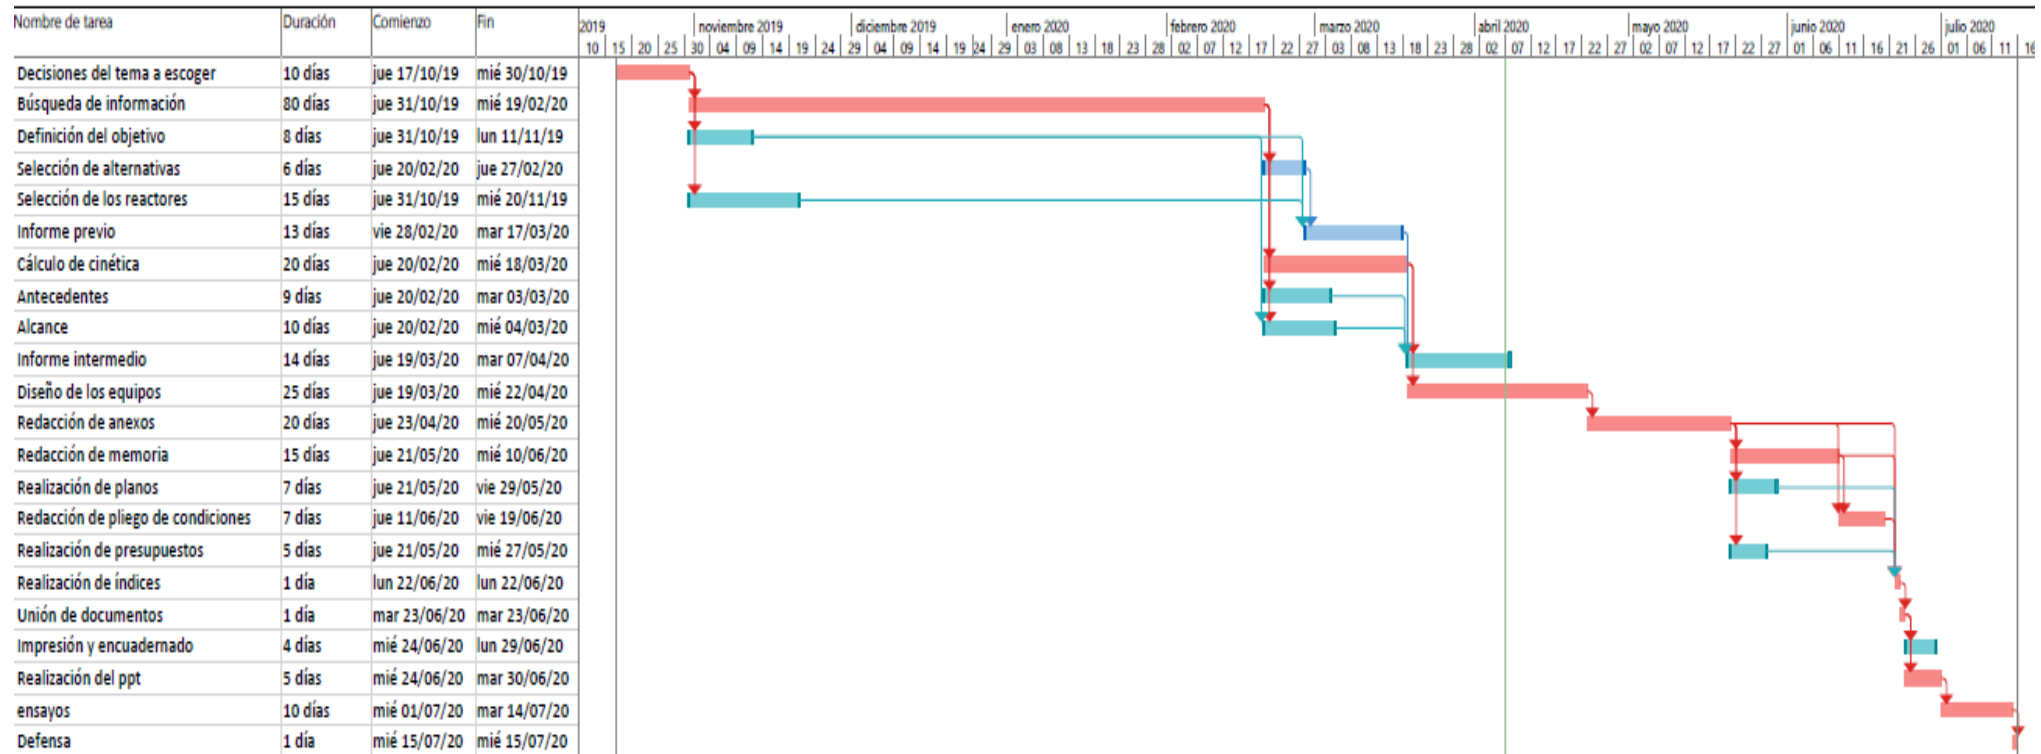 Nombre de tarea Duración Comienzo Fin 2019 noviembre 2019 diciembre 2019 enero 2020 febrero 2020 marzo 2020 abril 2020 mayo 2020 junio 2020 julio 2020
10 15 20 25 30 04 09 14 19 24 29 04 09 14 19 24 29 03 08 13 18 23 28 02 07 12 17 22 27 03 08 13 18 23 28 02 07 12 17 22 27 02 07 12 17 22 27 01 06 11 16 21 26 01 06 11 16
Decisiones del tema a escoger 10 días jue 17/10/19 mié 30/10/19
Búsqueda de información 80 días jue 31/10/19 mié 19/02/20
Definición del objetivo 8 días jue 31/10/19 lun 11/11/19
Selección de alternativas 6 días jue 20/02/20 jue 27/02/20
Selección de los reactores 15 días jue 31/10/19 mié 20/11/19
Informe previo 13 días vie 28/02/20 mar 17/03/20
Cálculo de cinética 20 días jue 20/02/20 mié 18/03/20
Antecedentes 9 días jue 20/02/20 mar 03/03/20
Alcance 10 días jue 20/02/20 mié 04/03/20
Informe intermedio 14 días jue 19/03/20 mar 07/04/20
Diseño de los equipos 25 días jue 19/03/20 mié 22/04/20
Redacción de anexos 20 días jue 23/04/20 mié 20/05/20
Redacción de memoria 15 días jue 21/05/20 mié 10/06/20
Realización de planos 7 días jue 21/05/20 vie 29/05/20
Redacción de pliego de condiciones 7 días jue 11/06/20 vie 19/06/20
Realización de presupuestos 5 días jue 21/05/20 mié 27/05/20
Realización de índices 1 día lun 22/06/20 lun 22/06/20
Unión de documentos 1 día mar 23/06/20 mar 23/06/20
Impresión y encuadernado 4 días mié 24/06/20 lun 29/06/20
Realización del ppt 5 días mié 24/06/20 mar 30/06/20
ensayos 10 días mié 01/07/20 mar 14/07/20
Defensa 1 día mié 15/07/20 mié 15/07/20